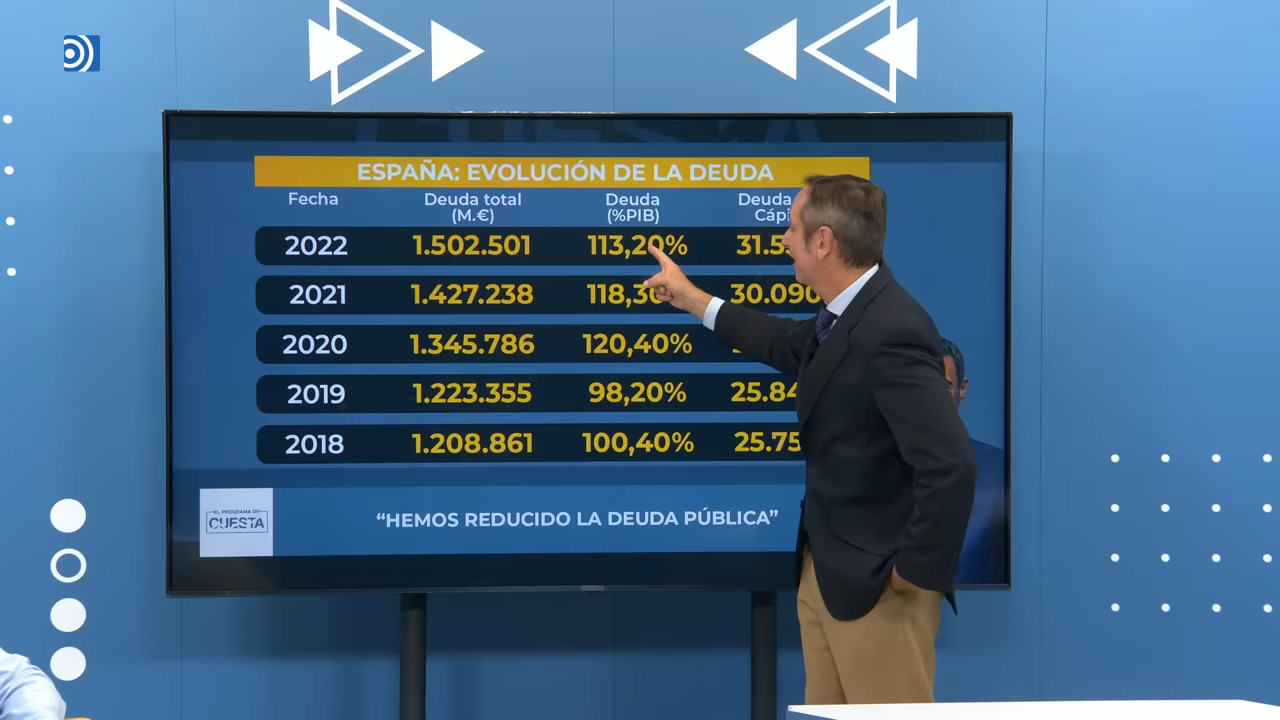 ESPAÑA: EVOLUCIÓN DE LA DEUDA
Fecha Deuda total (M.€) Deuda (%PIB) Deuda
2022 1.502.501 113,20%
2021 1.427.238 30.090
2020 1.345.786 120,40%
2019 1.223.355 98,20%
2018 1.208.861 100,40%
EL PROGRAMA DE
CUESTA
“HEMOS REDUCIDO LA DEUDA PÚBLICA”